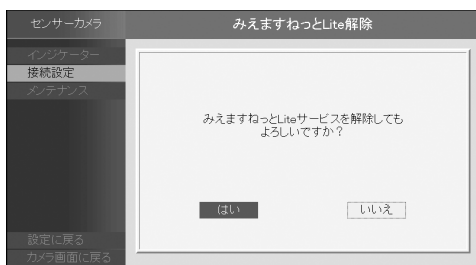 センサーカメラ
みえますねっとLite解除
インジケーター
接続設定
メンテナンス
みえますねっとLiteサービスを解除しても
よろしいですか？
はい
いいえ
設定に戻る
カメラ画面に戻る